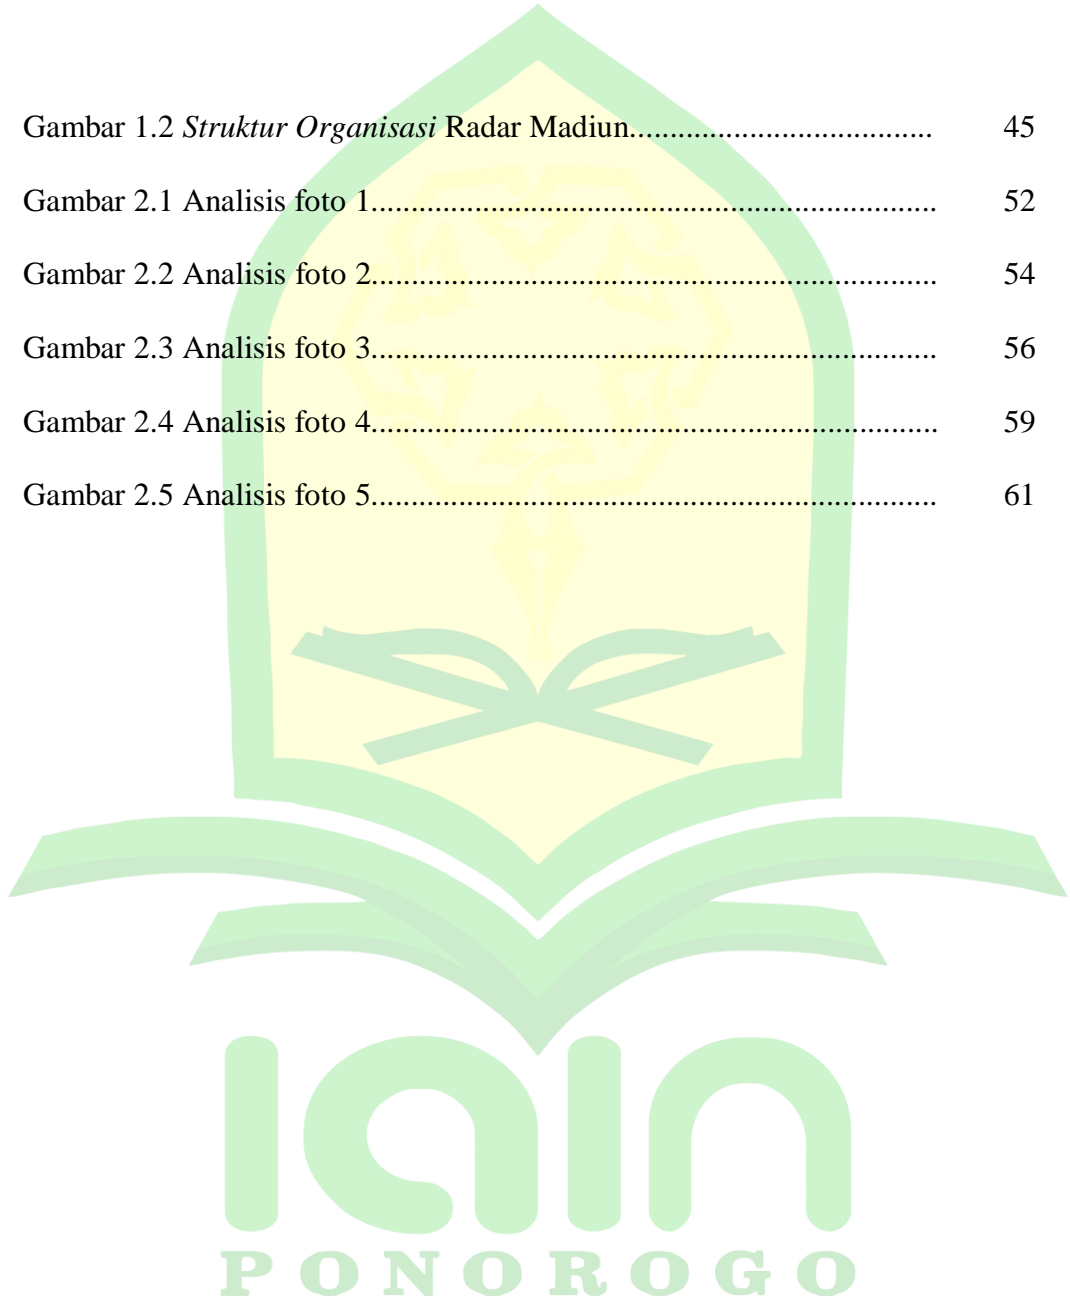 Gambar 1.2 Struktur Organisasi Radar Madiun.................................... 45
Gambar 2.1 Analisis foto 1.................................................................... 52
Gambar 2.2 Analisis foto 2.................................................................... 54
Gambar 2.3 Analisis foto 3.................................................................... 56
Gambar 2.4 Analisis foto 4.................................................................... 59
Gambar 2.5 Analisis foto 5.................................................................... 61
iain
PONOROGO